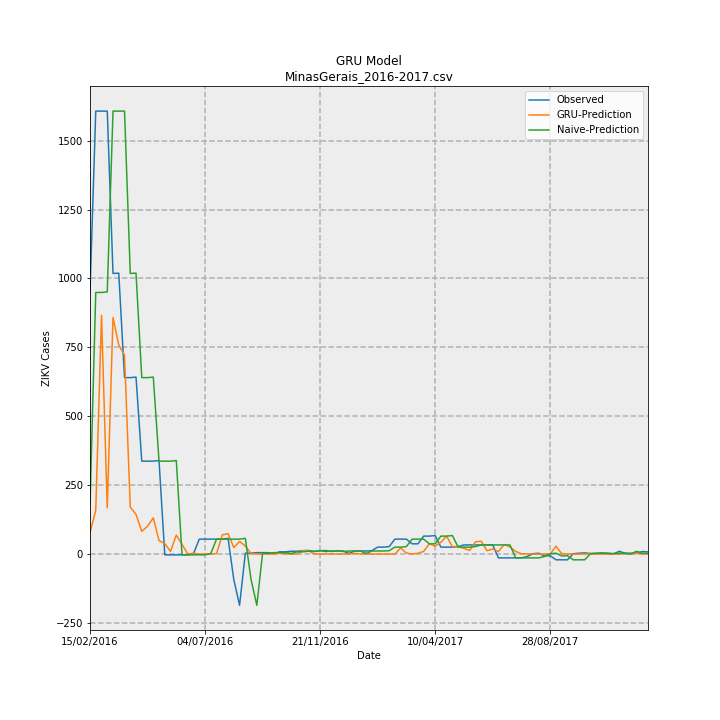 GRU Model
MinasGerais_2016-2017.csv
Observed
GRU-Prediction
Naive-Prediction
1500
1250
1000
750
500
250
0
−250
ZIKV Cases
15/02/2016
04/07/2016
21/11/2016
10/04/2017
28/08/2017
Date